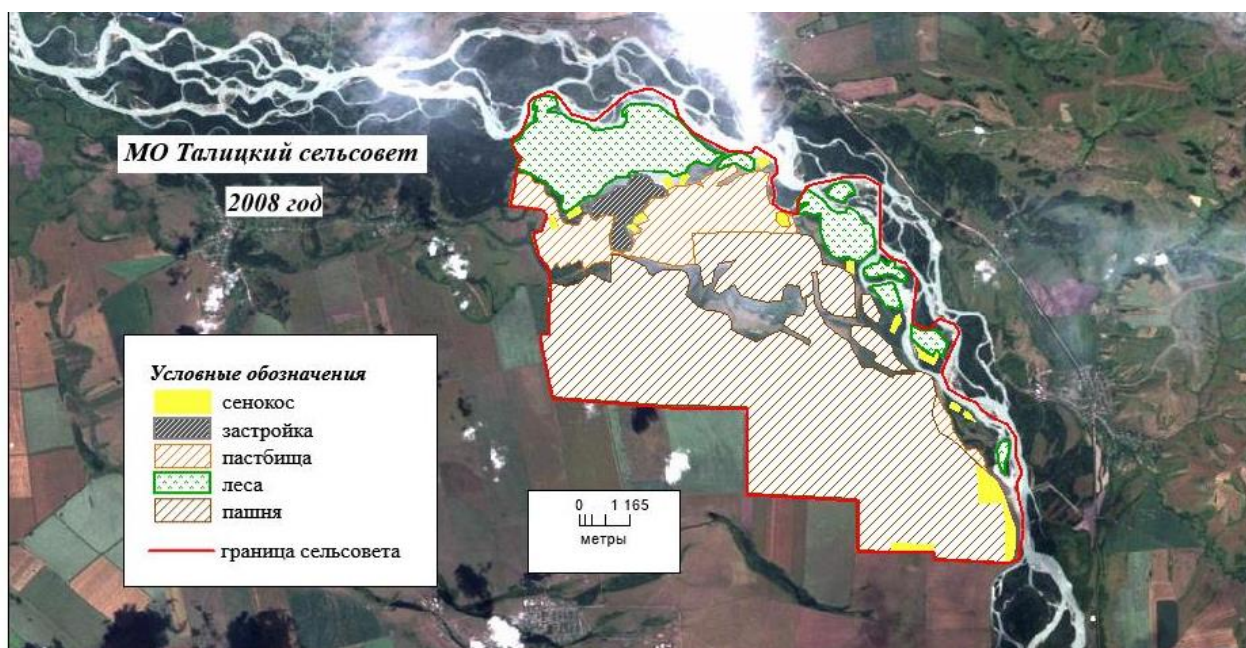 МО Талицкий сельсовет
2008 год
Условные обозначения
сенокос
застройка
пастбища
леса
пашня
граница сельсовета
0 1 165
метры